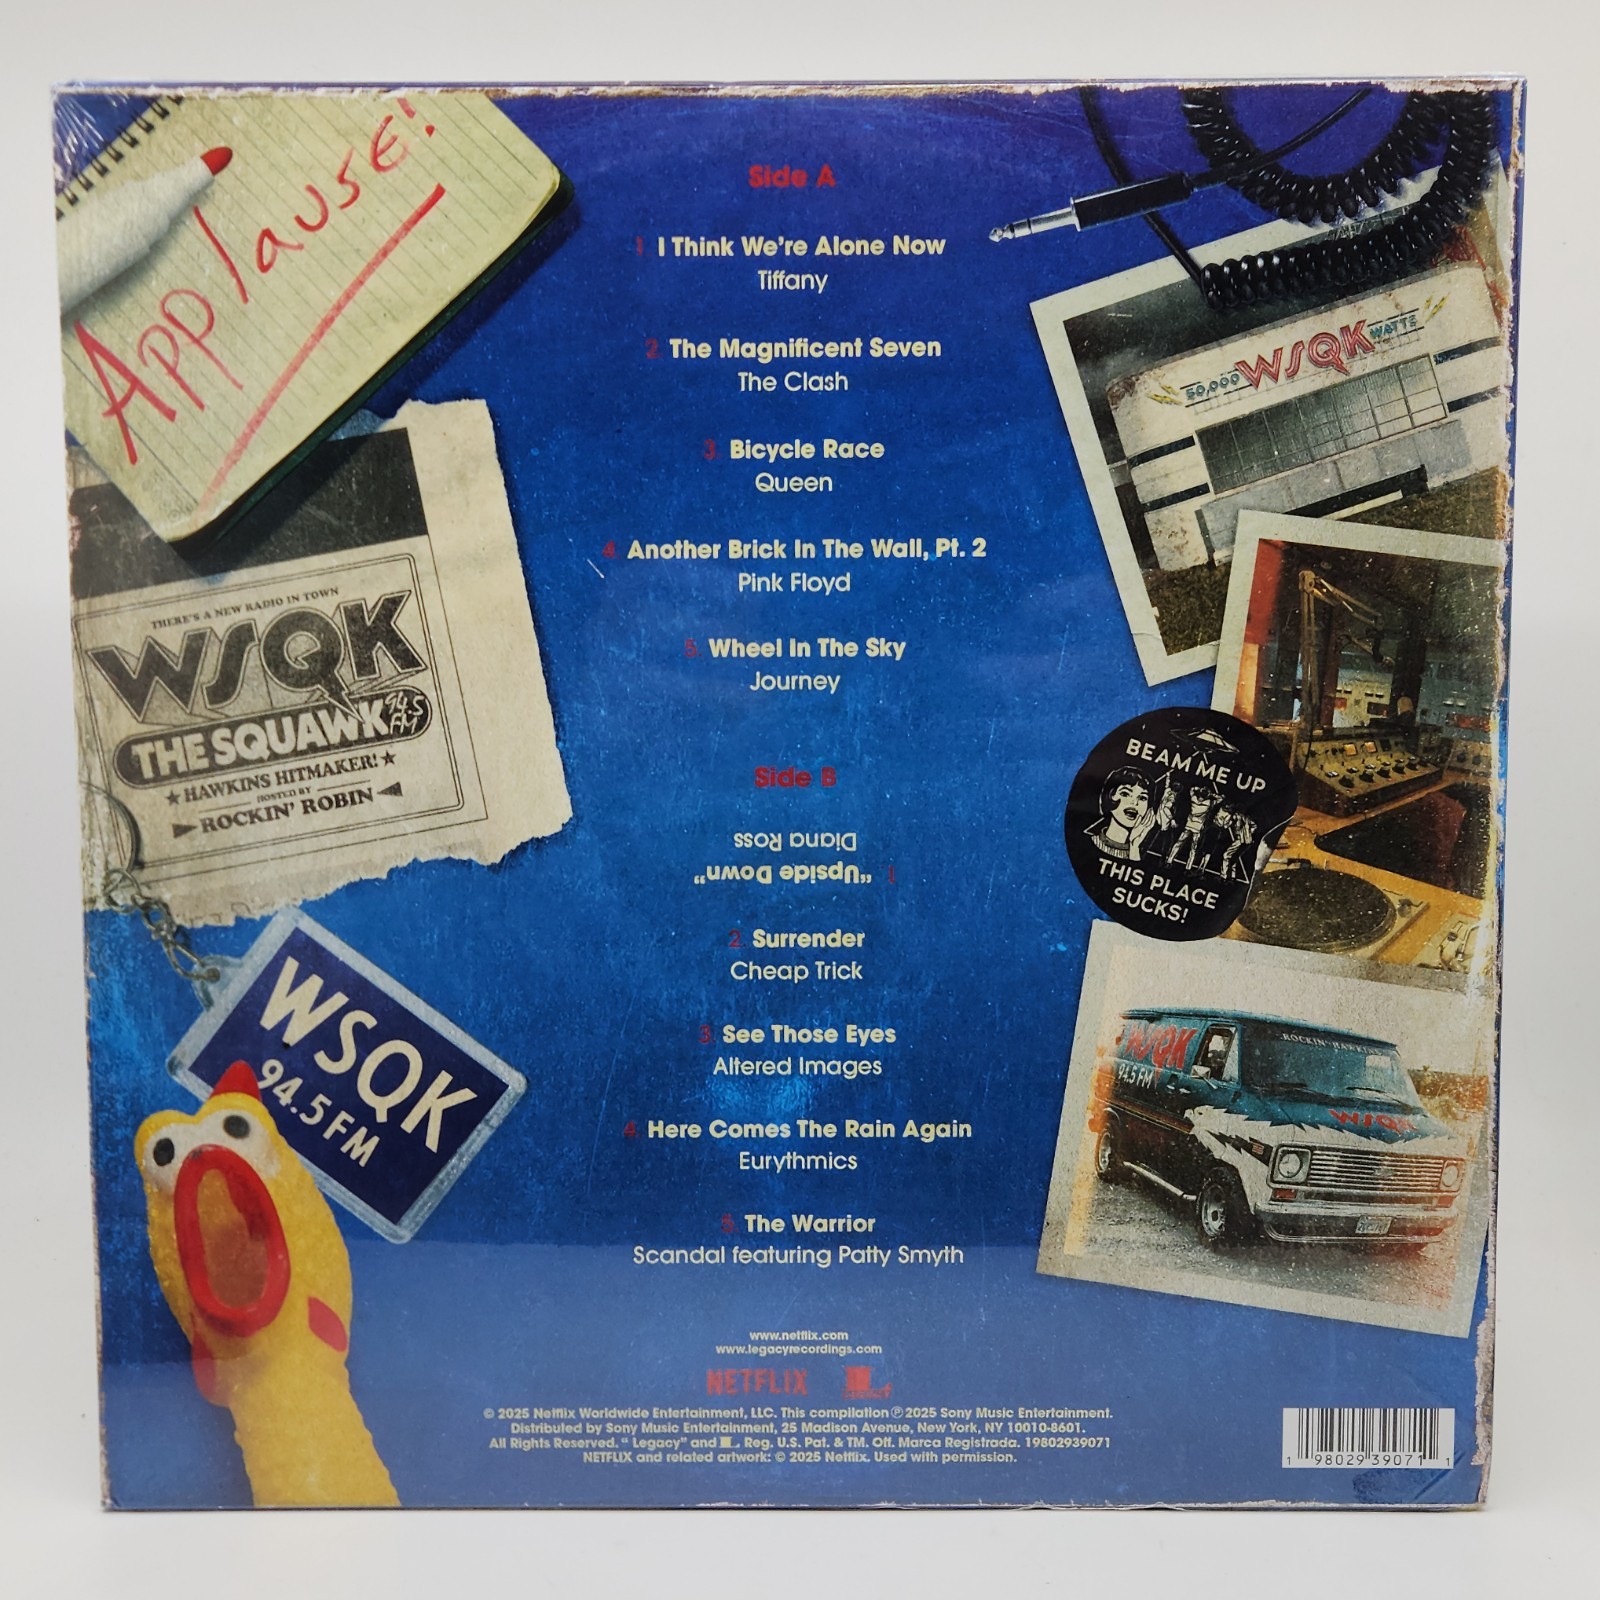 Applause!
THERE'S A NEW RADIO IN TOWN
WSQK
THE SQUAWK 94.5 FM
HAWKINS HITMAKER!
HOSTED BY
ROCKIN' ROBIN
WSQK
94.5 FM
Side A
1. I Think We're Alone Now
Tiffany
2. The Magnificent Seven
The Clash
3. Bicycle Race
Queen
4. Another Brick In The Wall, Pt. 2
Pink Floyd
5. Wheel In The Sky
Journey
Side B
1. "Upside Down"
Diana Ross
2. Surrender
Cheap Trick
3. See Those Eyes
Altered Images
4. Here Comes The Rain Again
Eurythmics
5. The Warrior
Scandal featuring Patty Smyth
50,000 WSQK WATTS
BEAM ME UP
THIS PLACE
SUCKS!
WSQK
94.5 FM
ROCKIN' HAWKINS
WSQK
www.netflix.com
www.legacyrecordings.com
NETFLIX
© 2025 Netflix Worldwide Entertainment, LLC. This compilation ℗ 2025 Sony Music Entertainment.
Distributed by Sony Music Entertainment, 25 Madison Avenue, New York, NY 10010-8601.
All Rights Reserved. "Legacy" and L, Reg. U.S. Pat. & TM. Off. Marca Registrada. 19802939071
NETFLIX and related artwork: © 2025 Netflix. Used with permission.
1 98029 39071 1